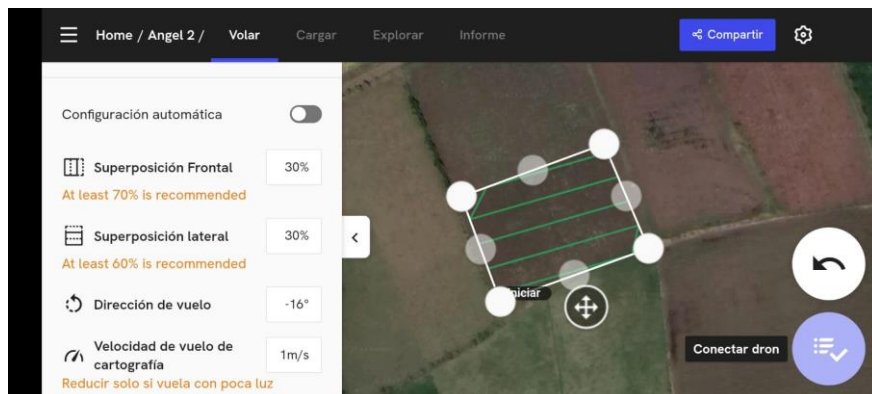 Home / Angel 2 / Volar Cargar Explorar Informe Compartir
Configuración automática
Superposición Frontal 30%
At least 70% is recommended
Superposición lateral 30%
At least 60% is recommended
Dirección de vuelo -16°
Velocidad de vuelo de
cartografía 1m/s
Reducir solo si vuela con poca luz
Iniciar
Conectar dron